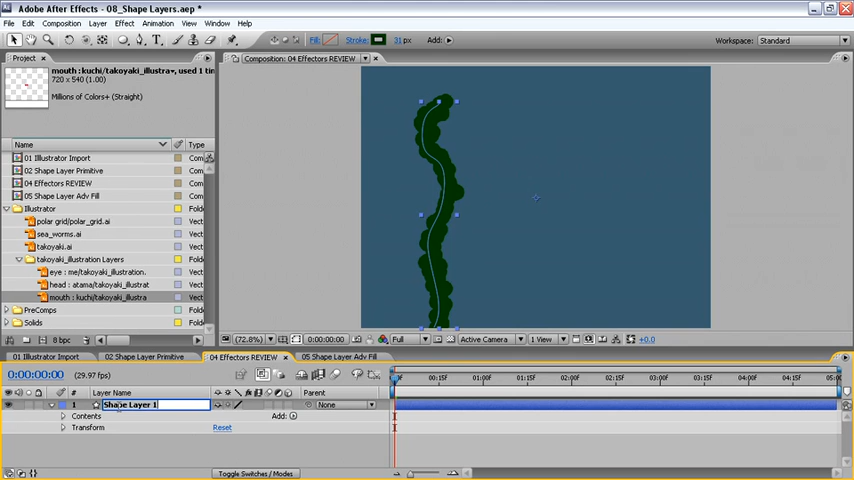 Adobe After Effects - 08_Shape Layers.aep *
File Edit Composition Layer Effect Animation View Window Help
Fill: Stroke: 31 px Add: Workspace: Standard
Project
Composition: 04 Effectors REVIEW
mouth : kuchi/takoyaki_illustra▾, used 1 tin
720 x 540 (1.00)
Millions of Colors+ (Straight)
Name Type
01 Illustrator Import Com
02 Shape Layer Primitive Com
04 Effectors REVIEW Com
05 Shape Layer Adv Fill Com
Illustrator Folde
polar grid/polar_grid.ai Vect
sea_worms.ai Vect
takoyaki.ai Vect
takoyaki_illustration Layers Folde
eye : me/takoyaki_illustration. Vect
head : atama/takoyaki_illustrat Vect
mouth : kuchi/takoyaki_illustra Vect
PreComps Folde
Solids Folde
8 bpc
(72.8%) 0:00:00:00 Full Active Camera 1 View +0.0
01 Illustrator Import 02 Shape Layer Primitive 04 Effectors REVIEW 05 Shape Layer Adv Fill
0:00:00:00 (29.97 fps)
00:15f 01:00f 01:15f 02:00f 02:15f 03:00f 03:15f 04:00f 04:15f 05:00
# Layer Name Parent
1 Shape Layer 1 None
Contents Add:
Transform Reset
Toggle Switches / Modes